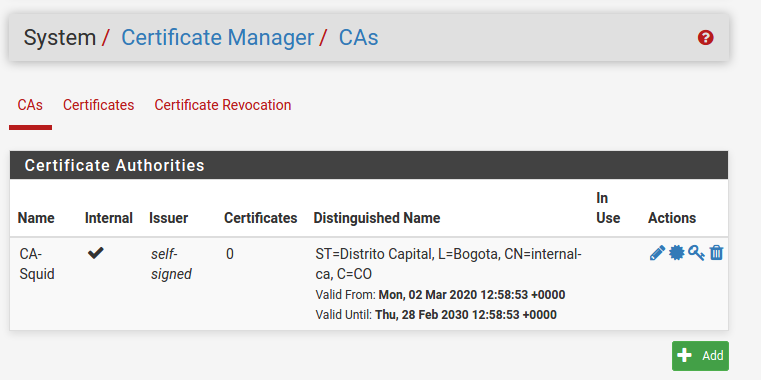 System / Certificate Manager / CAs
CAs Certificates Certificate Revocation
Certificate Authorities
In
Name Internal Issuer Certificates Distinguished Name Use Actions
CA- self- 0 ST=Distrito Capital, L=Bogota, CN=internal-
Squid signed ca, C=CO
Valid From: Mon, 02 Mar 2020 12:58:53 +0000
Valid Until: Thu, 28 Feb 2030 12:58:53 +0000
Add